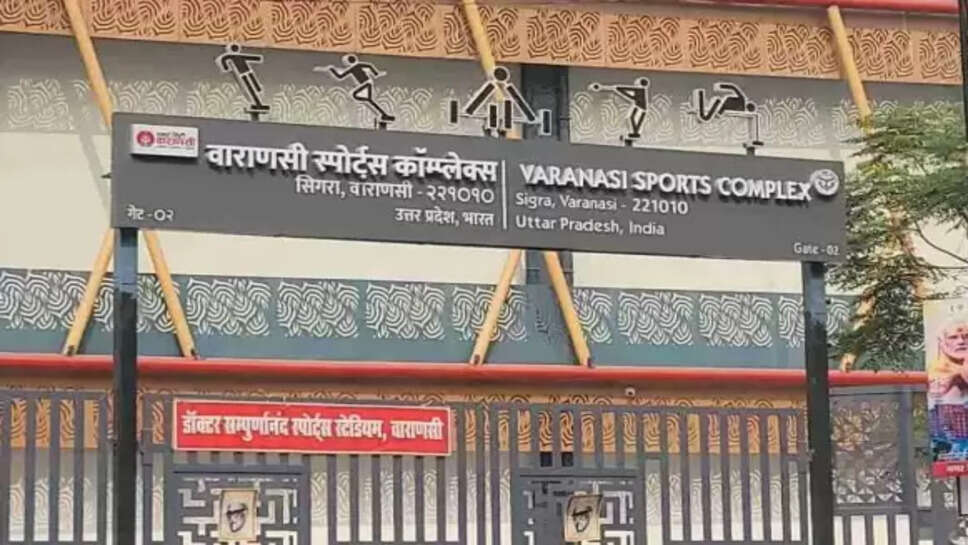 वाराणसी
वाराणसी स्पोर्ट्स कॉम्प्लेक्स
सिगरा, वाराणसी - २२१०१०
उत्तर प्रदेश, भारत
गेट - ०२
VARANASI SPORTS COMPLEX
Sigra, Varanasi - 221010
Uttar Pradesh, India
Gate - 02
डॉक्टर सम्पुर्णानंद स्पोर्ट्स स्टेडियम, वाराणसी